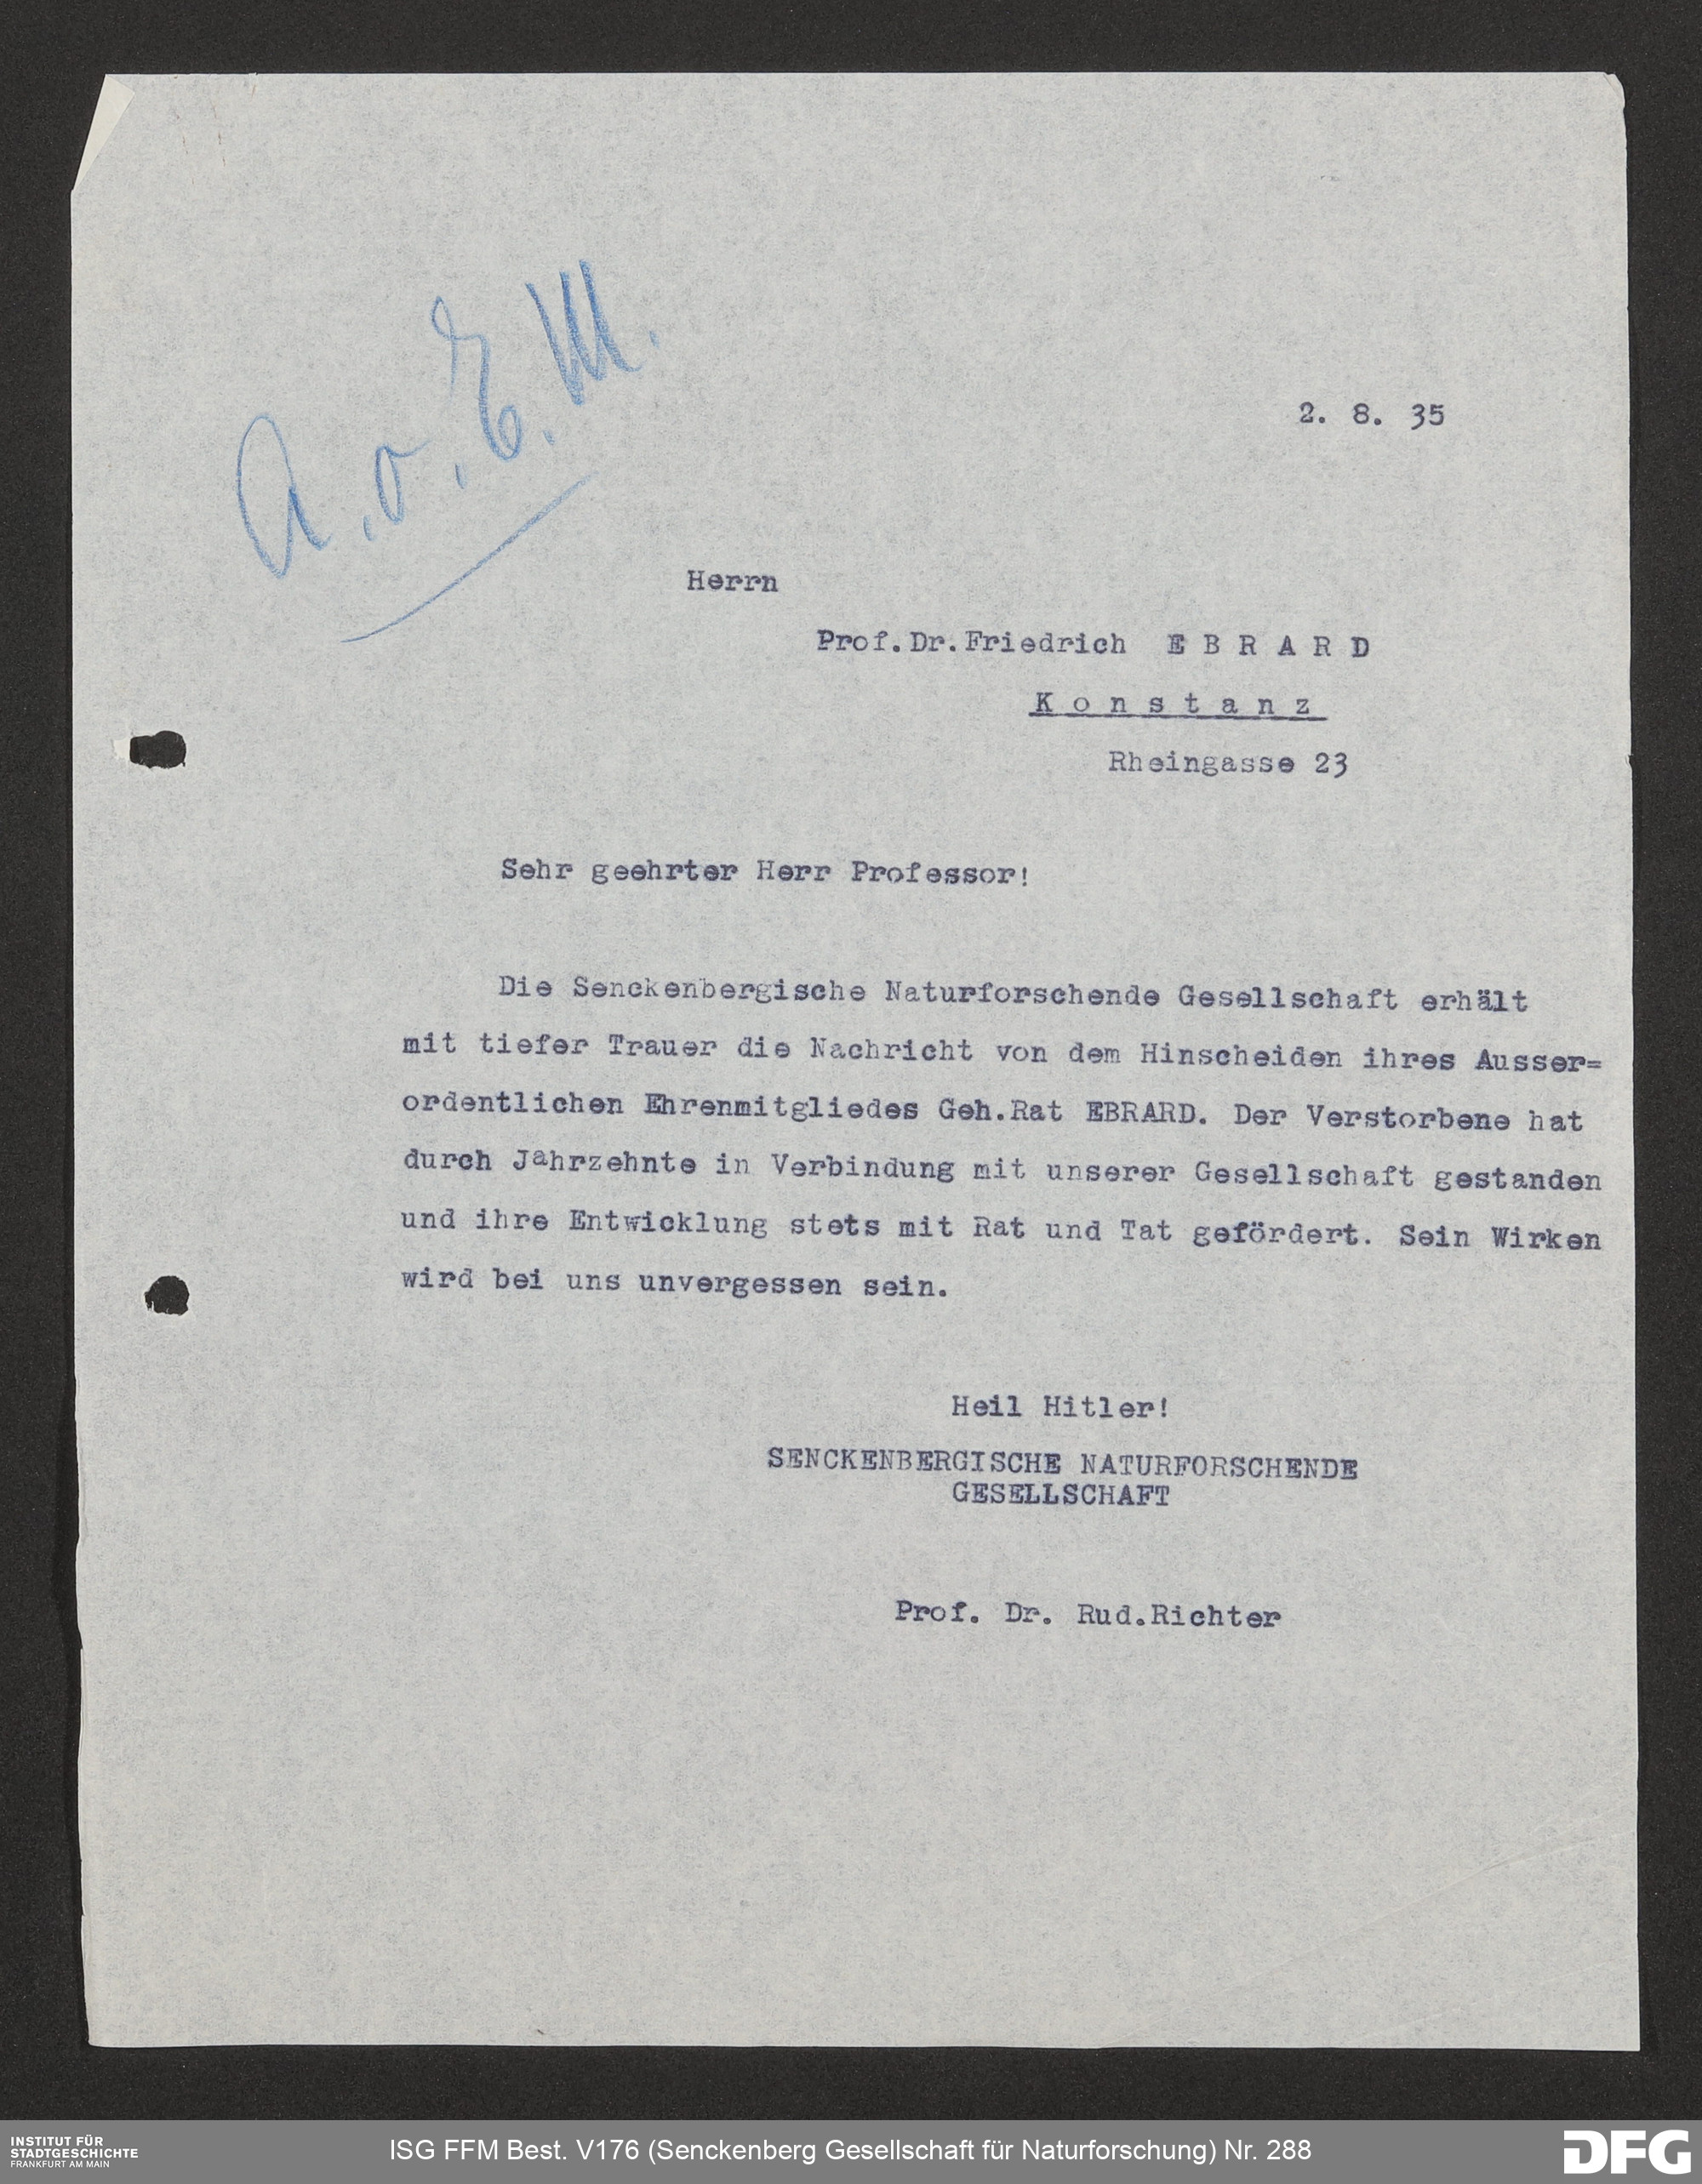 A. o. E. M.
2. 8. 35
Herrn
Prof.Dr.Friedrich E B R A R D
K o n s t a n z
Rheingasse 23
Sehr geehrter Herr Professor!
Die Senckenbergische Naturforschende Gesellschaft erhält
mit tiefer Trauer die Nachricht von dem Hinscheiden ihres Ausser=
ordentlichen Ehrenmitgliedes Geh.Rat EBRARD. Der Verstorbene hat
durch Jahrzehnte in Verbindung mit unserer Gesellschaft gestanden
und ihre Entwicklung stets mit Rat und Tat gefördert. Sein Wirken
wird bei uns unvergessen sein.
Heil Hitler!
SENCKENBERGISCHE NATURFORSCHENDE
GESELLSCHAFT
Prof. Dr. Rud.Richter
INSTITUT FÜR
STADTGESCHICHTE
FRANKFURT AM MAIN
ISG FFM Best. V176 (Senckenberg Gesellschaft für Naturforschung) Nr. 288
DFG